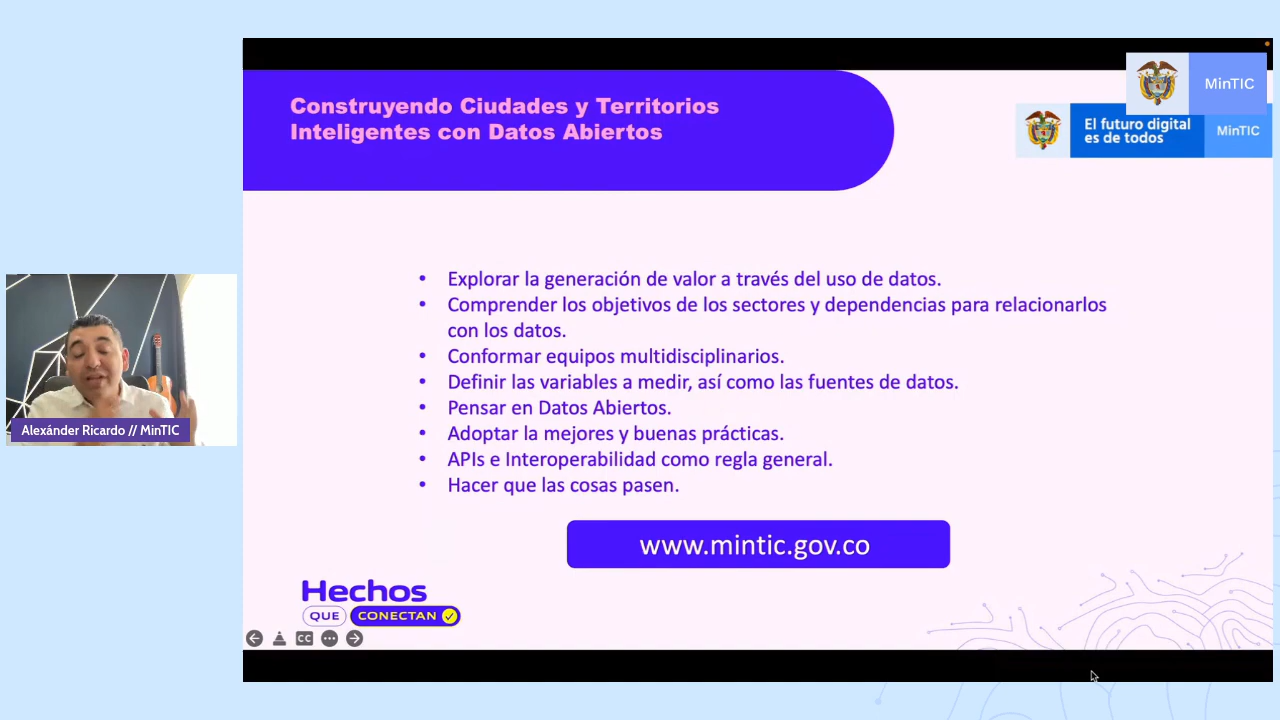 Construyendo Ciudades y Territorios
Inteligentes con Datos Abiertos
MinTIC
El futuro digital
es de todos
MinTIC
• Explorar la generación de valor a través del uso de datos.
• Comprender los objetivos de los sectores y dependencias para relacionarlos
con los datos.
• Conformar equipos multidisciplinarios.
• Definir las variables a medir, así como las fuentes de datos.
• Pensar en Datos Abiertos.
• Adoptar la mejores y buenas prácticas.
• APIs e Interoperabilidad como regla general.
• Hacer que las cosas pasen.
Alexánder Ricardo // MinTIC
www.mintic.gov.co
Hechos
QUE CONECTAN
CC